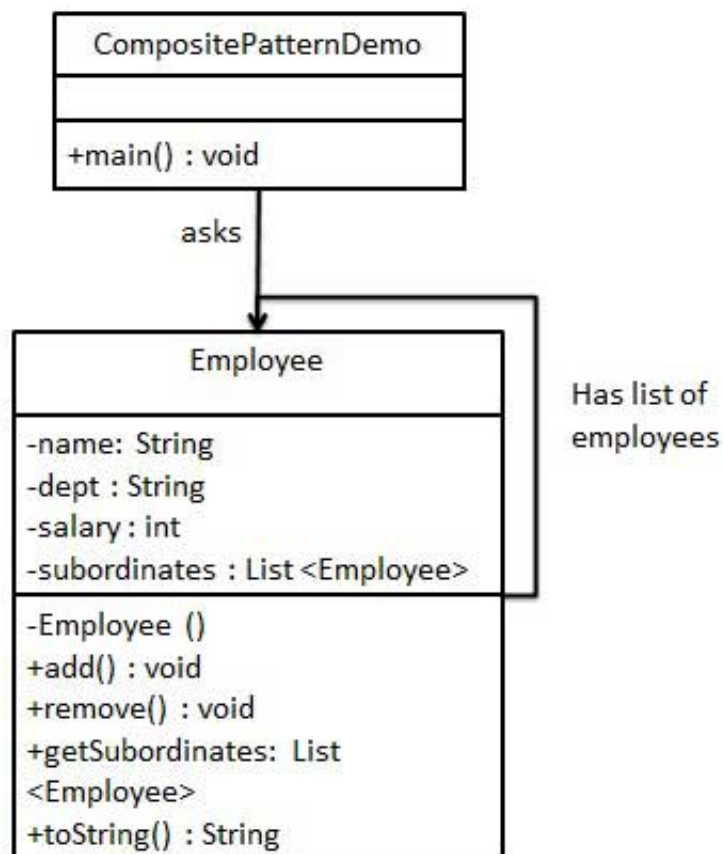 CompositePatternDemo
+main() : void
asks
Employee
Has list of
employees
-name: String
-dept : String
-salary : int
-subordinates : List <Employee>
-Employee ()
+add() : void
+remove() : void
+getSubordinates: List
<Employee>
+toString() : String